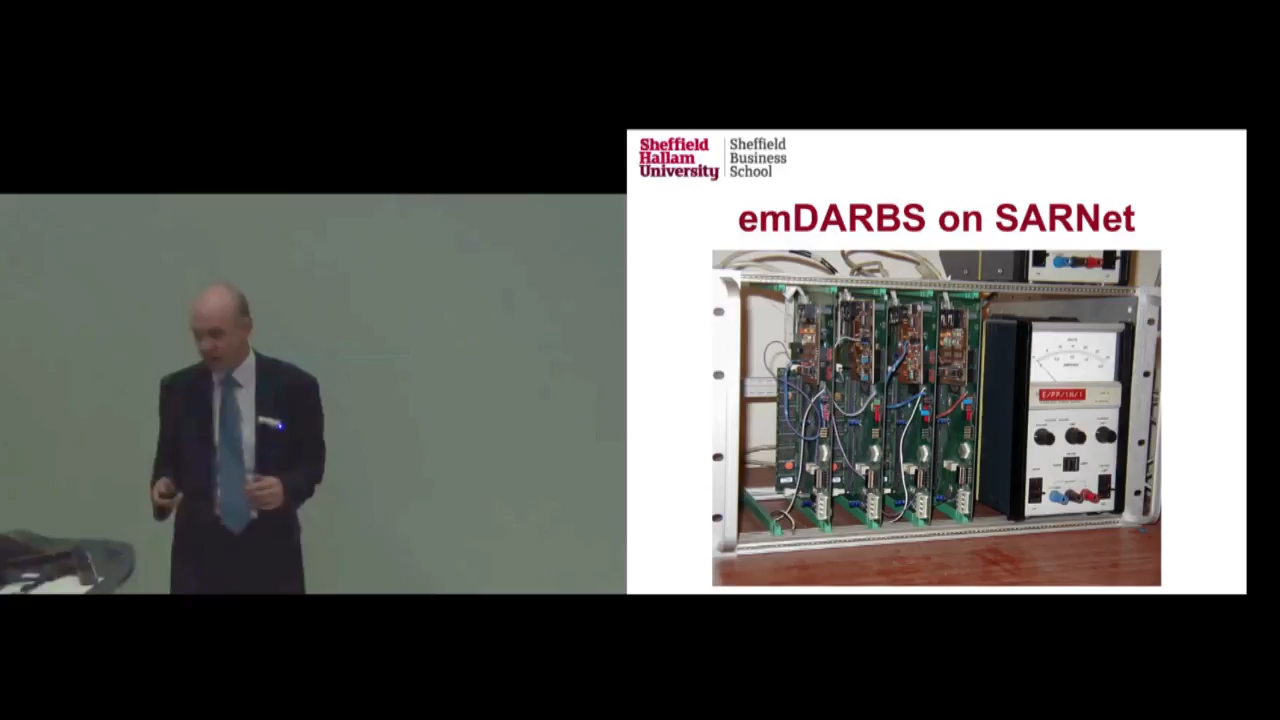 Sheffield
Hallam
University
Sheffield
Business
School
emDARBS on SARNet